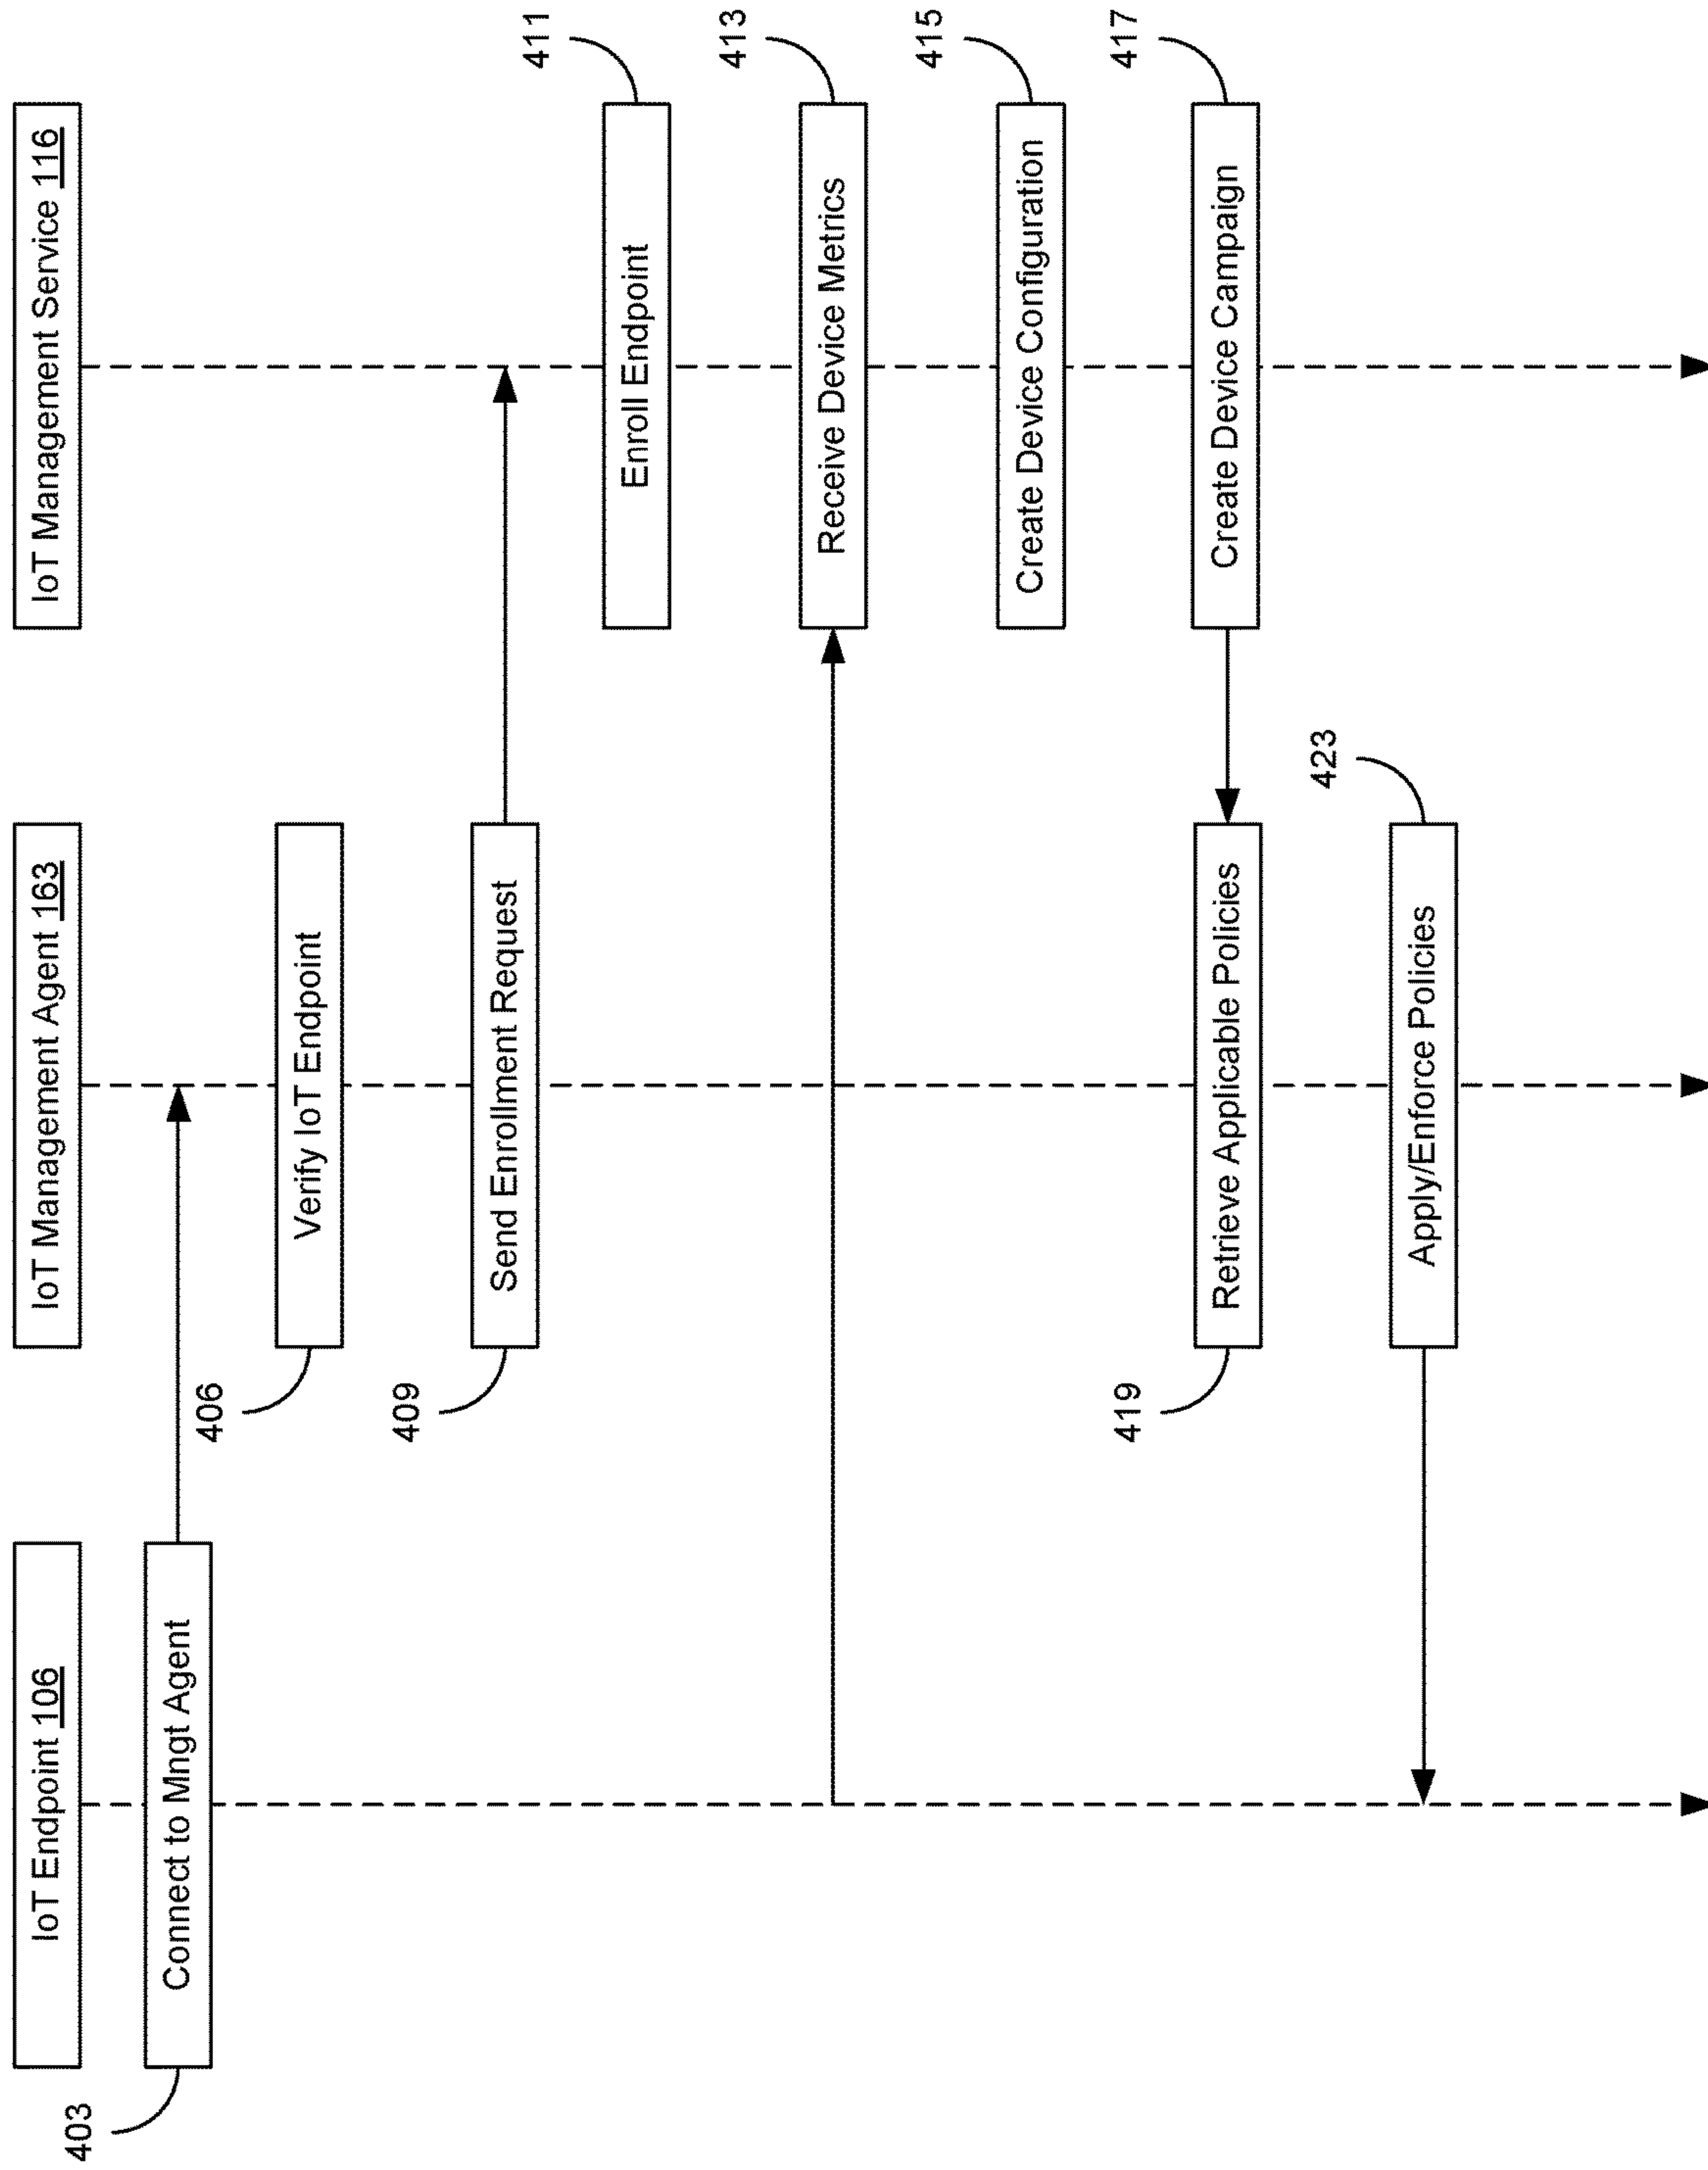 IoT Endpoint 106
IoT Management Agent 163
IoT Management Service 116
403
Connect to Mngt Agent
406
Verify IoT Endpoint
409
Send Enrollment Request
411
Enroll Endpoint
413
Receive Device Metrics
415
Create Device Configuration
417
Create Device Campaign
419
Retrieve Applicable Policies
423
Apply/Enforce Policies